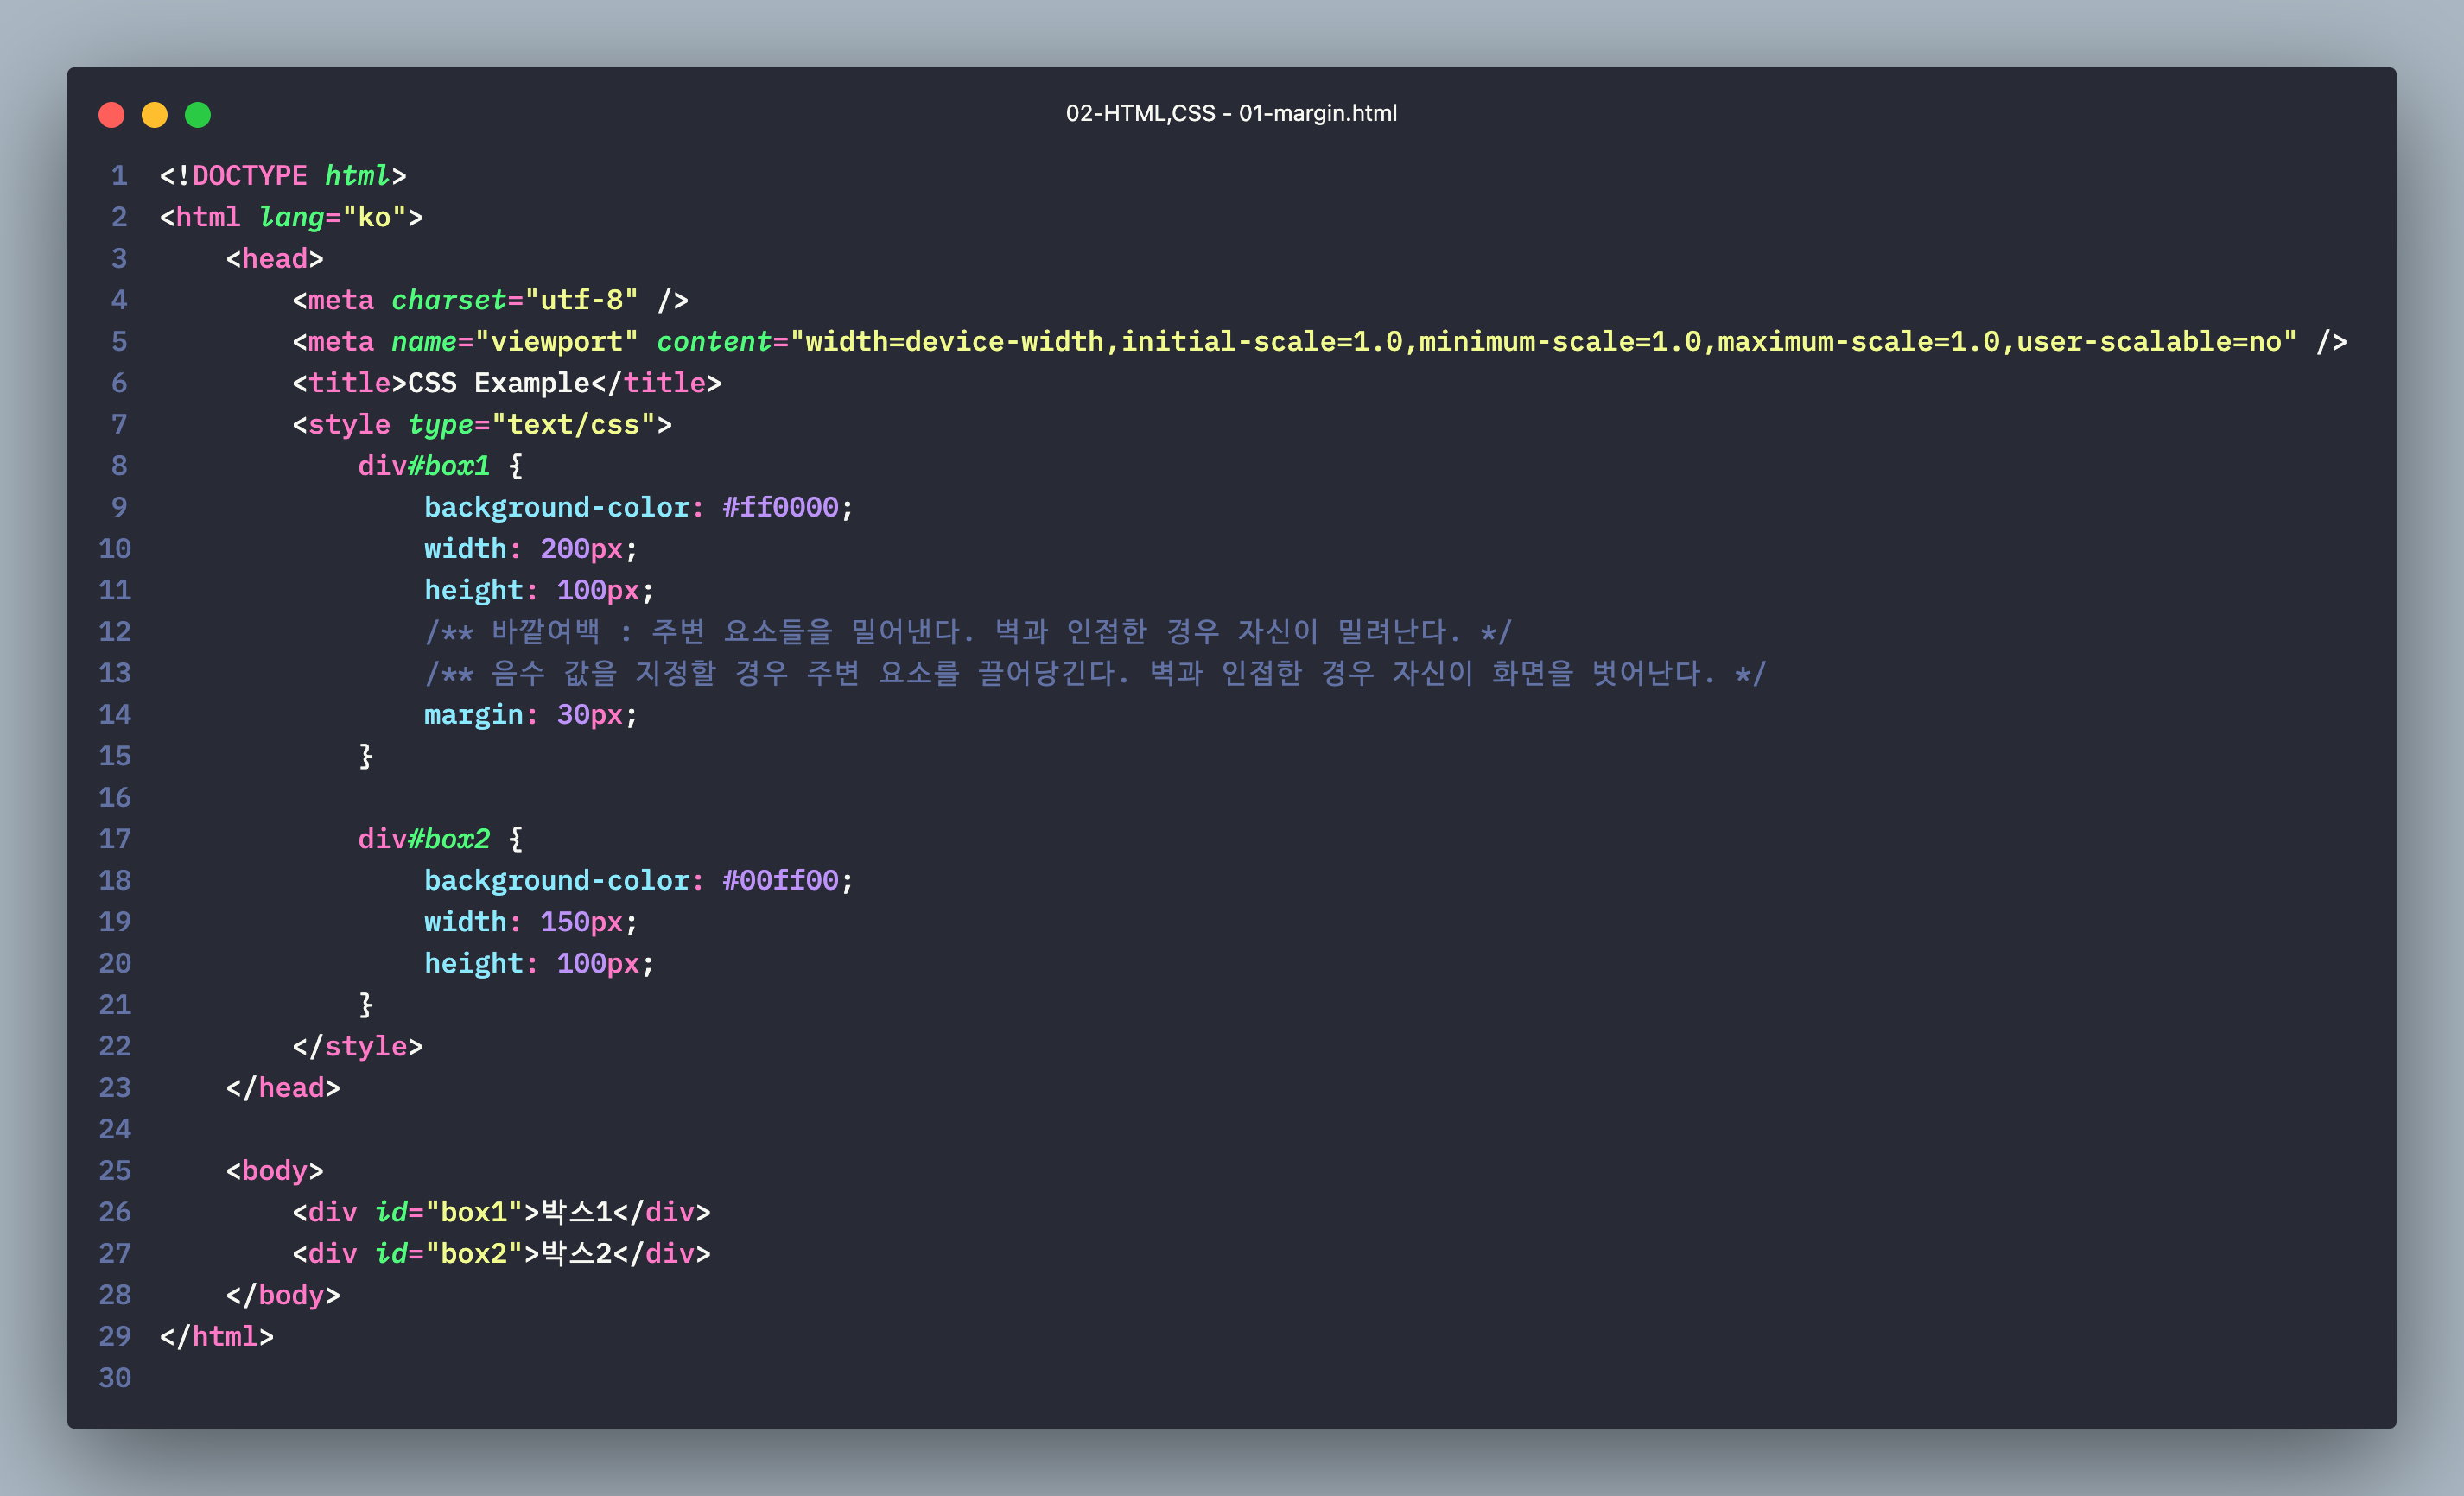 02-HTML,CSS - 01-margin.html
1 <!DOCTYPE html>
2 <html lang="ko">
3     <head>
4         <meta charset="utf-8" />
5         <meta name="viewport" content="width=device-width,initial-scale=1.0,minimum-scale=1.0,maximum-scale=1.0,user-scalable=no" />
6         <title>CSS Example</title>
7         <style type="text/css">
8             div#box1 {
9                 background-color: #ff0000;
10                 width: 200px;
11                 height: 100px;
12                 /** 바깥여백 : 주변 요소들을 밀어낸다. 벽과 인접한 경우 자신이 밀려난다. */
13                 /** 음수 값을 지정할 경우 주변 요소를 끌어당긴다. 벽과 인접한 경우 자신이 화면을 벗어난다. */
14                 margin: 30px;
15             }
16
17             div#box2 {
18                 background-color: #00ff00;
19                 width: 150px;
20                 height: 100px;
21             }
22         </style>
23     </head>
24
25     <body>
26         <div id="box1">박스1</div>
27         <div id="box2">박스2</div>
28     </body>
29 </html>
30